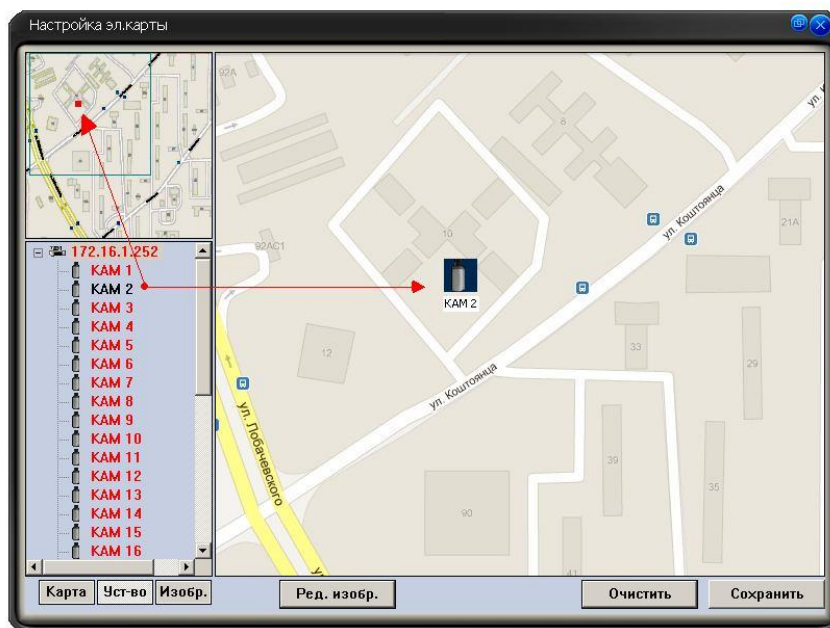 Настройка эл.карты
172.16.1.252
КАМ 1
КАМ 2
КАМ 3
КАМ 4
КАМ 5
КАМ 6
КАМ 7
КАМ 8
КАМ 9
КАМ 10
КАМ 11
КАМ 12
КАМ 13
КАМ 14
КАМ 15
КАМ 16
92А
8
ул. Коштоянца
21А
10
92АС1
КАМ 2
12
33
29
ул. Коштоянца
ул. Лобачевского
39
35
90
41
Карта
Уст-во
Изобр.
Ред. изобр.
Очистить
Сохранить